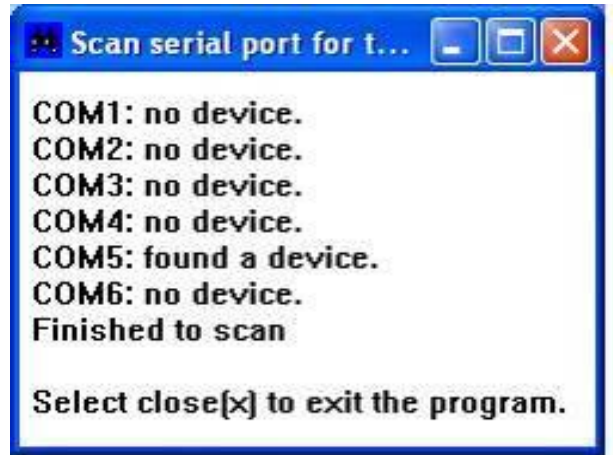 Scan serial port for t...
COM1: no device.
COM2: no device.
COM3: no device.
COM4: no device.
COM5: found a device.
COM6: no device.
Finished to scan
Select close(x) to exit the program.